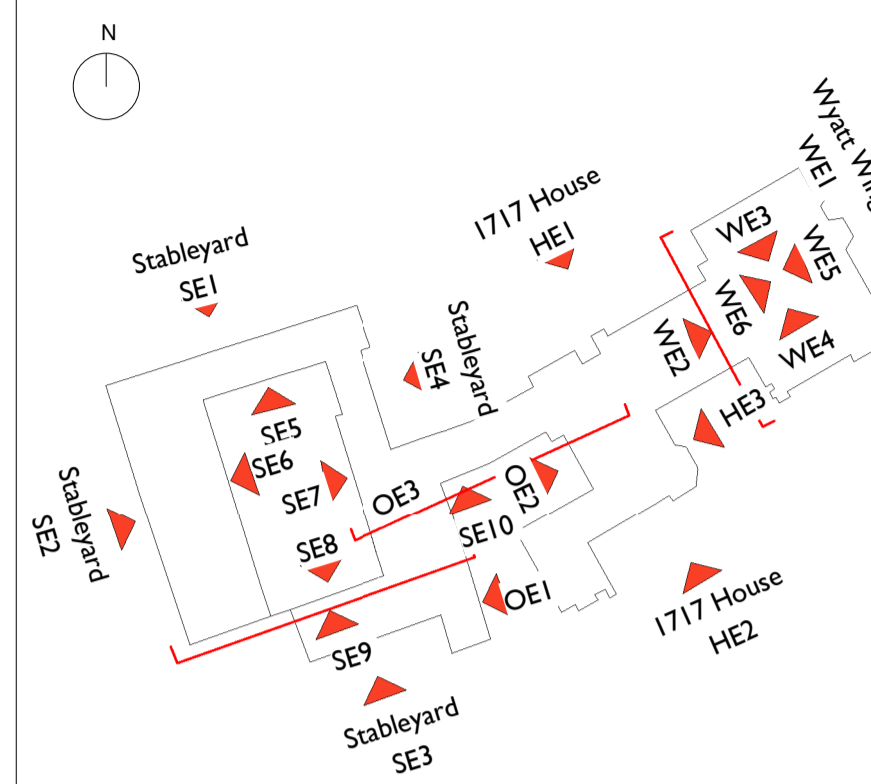 N
Wyatt
WE1
1717 House
HE1
WE3
WE5
Stableyard
SE1
WE6
WE2
WE4
Stableyard
SE4
HE3
SE5
SE6
SE7
OE3
OE2
SE10
Stableyard
SE2
SE8
OE1
1717 House
HE2
SE9
Stableyard
SE3